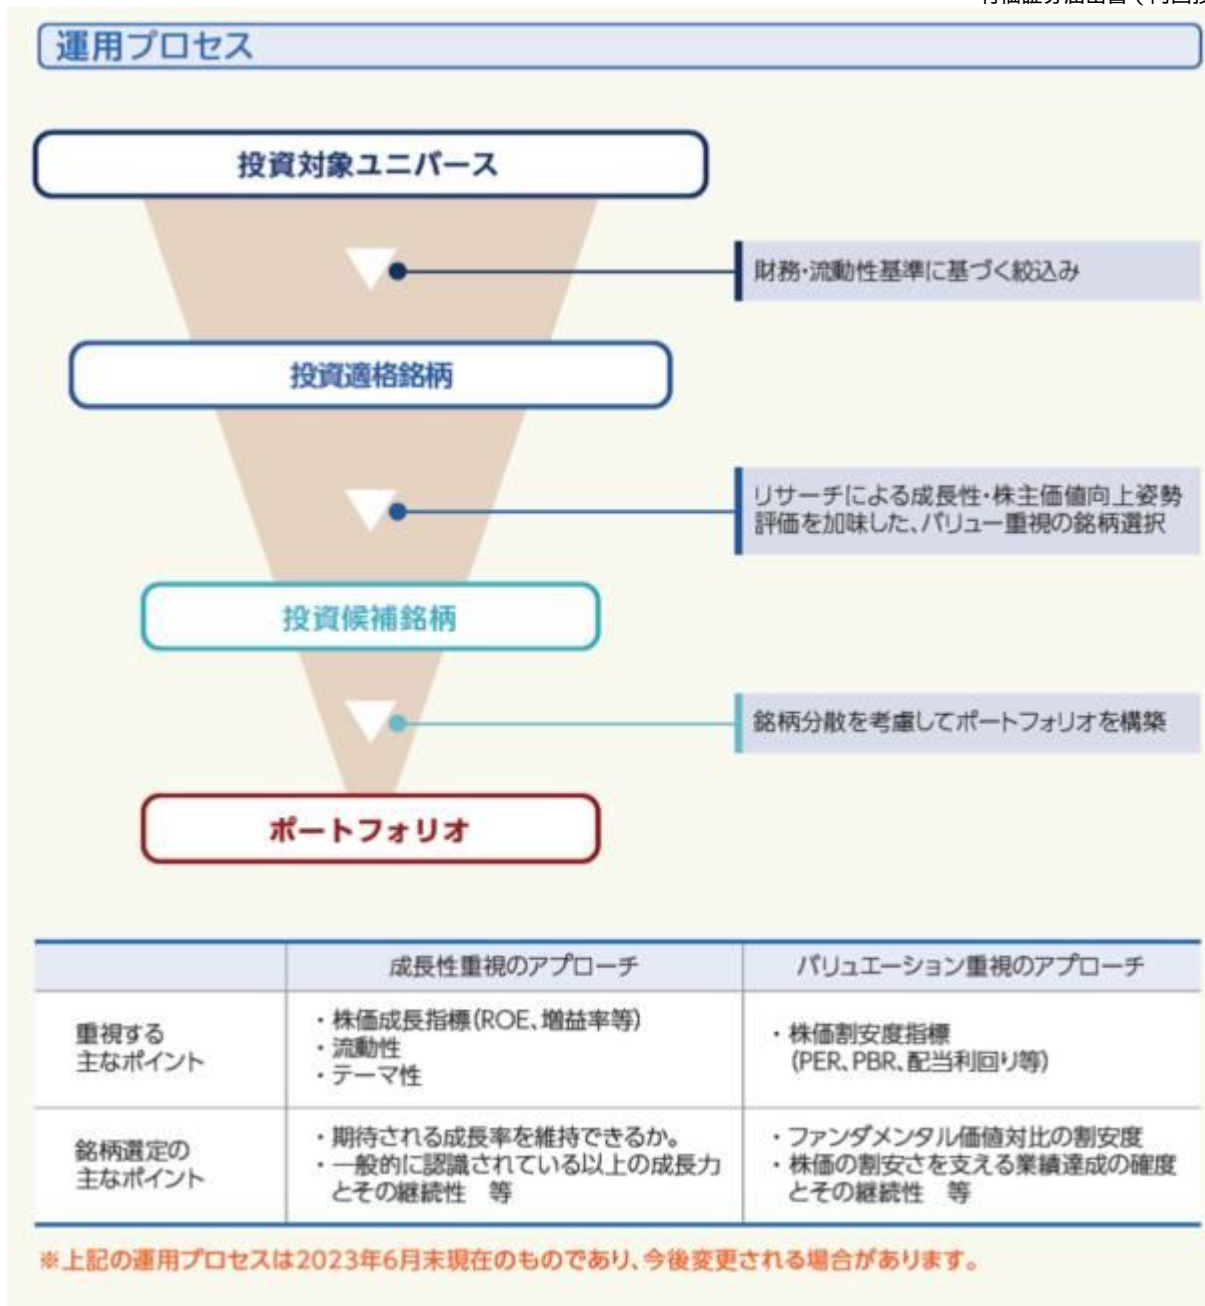 運用プロセス
投資対象ユニバース
財務・流動性基準に基づく絞込み
投資適格銘柄
リサーチによる成長性・株主価値向上姿勢
評価を加味した、バリュー重視の銘柄選択
投資候補銘柄
銘柄分散を考慮してポートフォリオを構築
ポートフォリオ
成長性重視のアプローチ
バリュエーション重視のアプローチ
重視する
主なポイント
・株価成長指標(ROE、増益率等)
・流動性
・テーマ性
・株価割安度指標
(PER、PBR、配当利回り等)
銘柄選定の
主なポイント
・期待される成長率を維持できるか。
・一般的に認識されている以上の成長力
とその継続性 等
・ファンダメンタル価値対比の割安度
・株価の割安さを支える業績達成の確度
とその継続性 等
※上記の運用プロセスは2023年6月末現在のものであり、今後変更される場合があります。